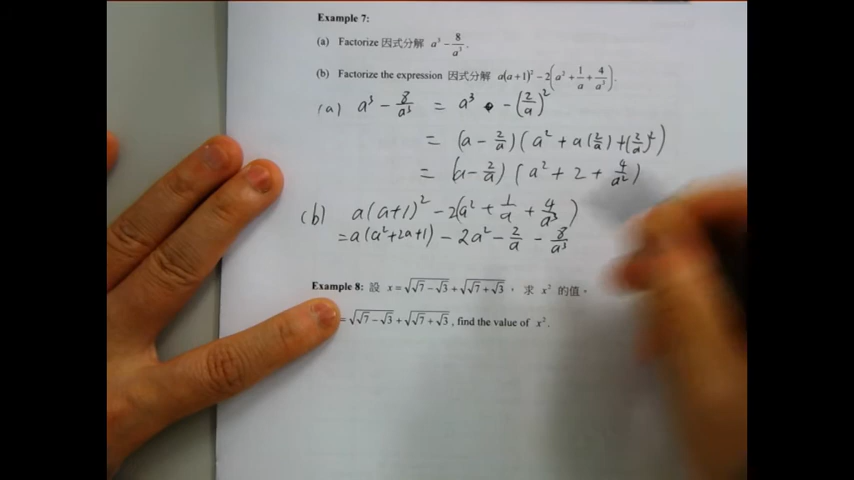 Example 7:
(a) Factorize 因式分解 a³ − 8/a³.
(b) Factorize the expression 因式分解 a(a+1)² − 2(a² + 1/a + 4/a³).
(a) a³ − 8/a³ = a³ − (2/a)²
= (a − 2/a)(a² + a(2/a) + (2/a)²)
= (a − 2/a)(a² + 2 + 4/a²)
(b) a(a+1)² − 2(a² + 1/a + 4/a³)
= a(a²+2a+1) − 2a² − 2/a − 8/a³
Example 8: 設 x = √(√7 − √3) + √(√7 + √3)， 求 x² 的值。
= √(√7 − √3) + √(√7 + √3), find the value of x².